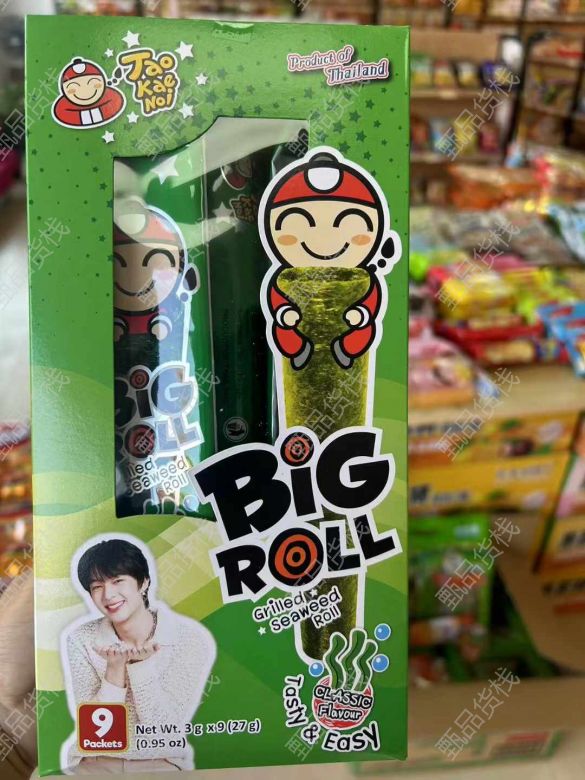 Tao
Kae
Noi
Product of
Thailand
BiG
ROLL
Grilled
Seaweed
Roll
BiG
ROLL
Grilled
Seaweed
Roll
CLASSIC
Flavour
Tasty & Easy
9
Packets
Net Wt. 3 g x 9 (27 g)
(0.95 oz)
甄品货栈